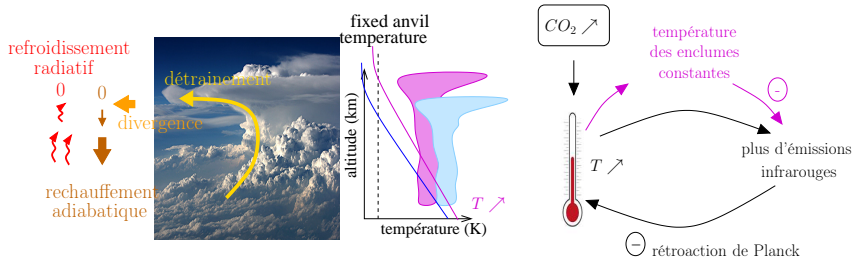 refroidissement
radiatif
0
0
divergence
rechauffement
adiabatique
détrainement
fixed anvil
temperature
altitude (km)
température (K)
T ↗
CO₂ ↗
température
des enclumes
constantes
-
T ↗
plus d'émissions
infrarouges
- rétroaction de Planck